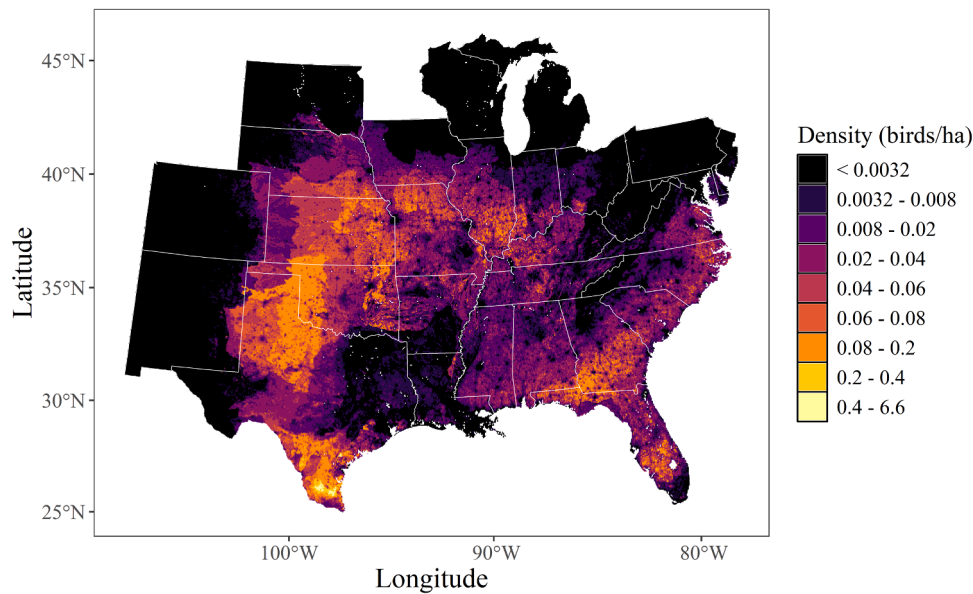 45°N
40°N
35°N
30°N
25°N
Latitude
100°W 90°W 80°W
Longitude
Density (birds/ha)
< 0.0032
0.0032 - 0.008
0.008 - 0.02
0.02 - 0.04
0.04 - 0.06
0.06 - 0.08
0.08 - 0.2
0.2 - 0.4
0.4 - 6.6